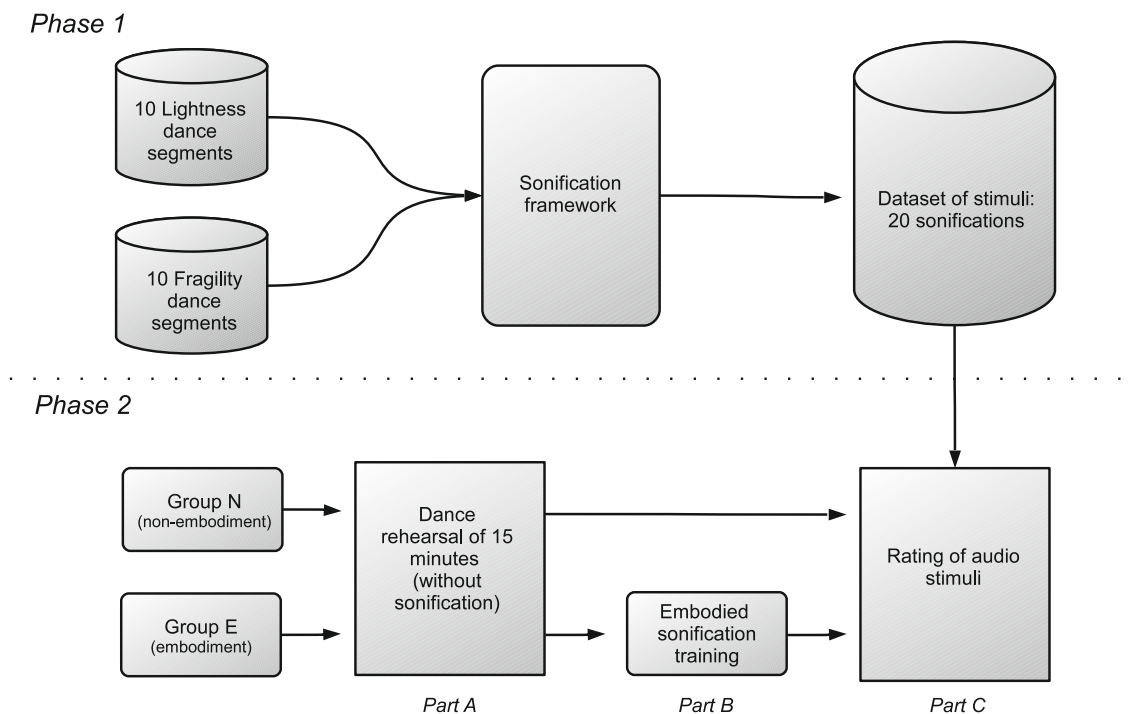 Phase 1
10 Lightness
dance
segments
10 Fragility
dance
segments
Sonification
framework
Dataset of stimuli:
20 sonifications
Phase 2
Group N
(non-embodiment)
Group E
(embodiment)
Dance
rehearsal of 15
minutes
(without
sonification)
Embodied
sonification
training
Rating of audio
stimuli
Part A
Part B
Part C